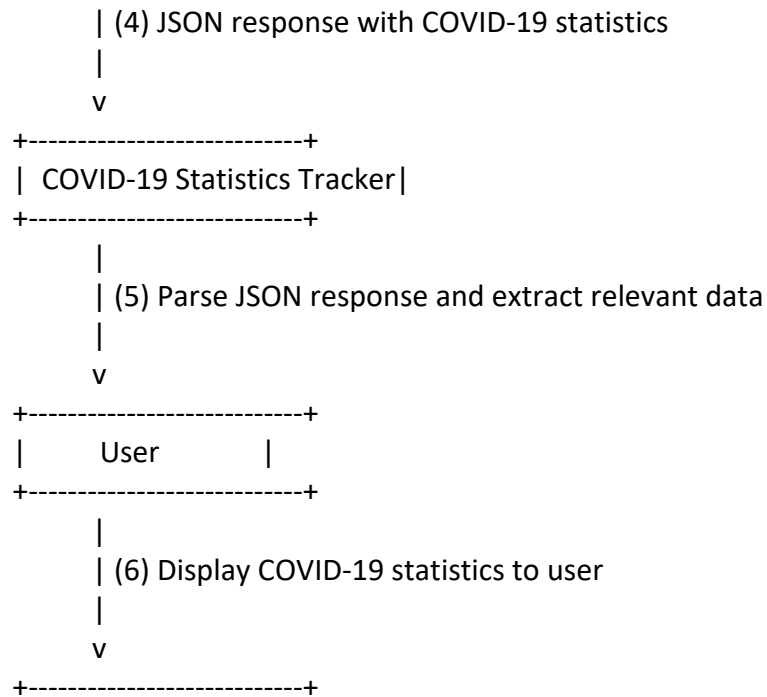 | (4) JSON response with COVID-19 statistics
|
v
+----------------------------+
| COVID-19 Statistics Tracker|
+----------------------------+
|
| (5) Parse JSON response and extract relevant data
|
v
+----------------------------+
| User |
+----------------------------+
|
| (6) Display COVID-19 statistics to user
|
v
+----------------------------+